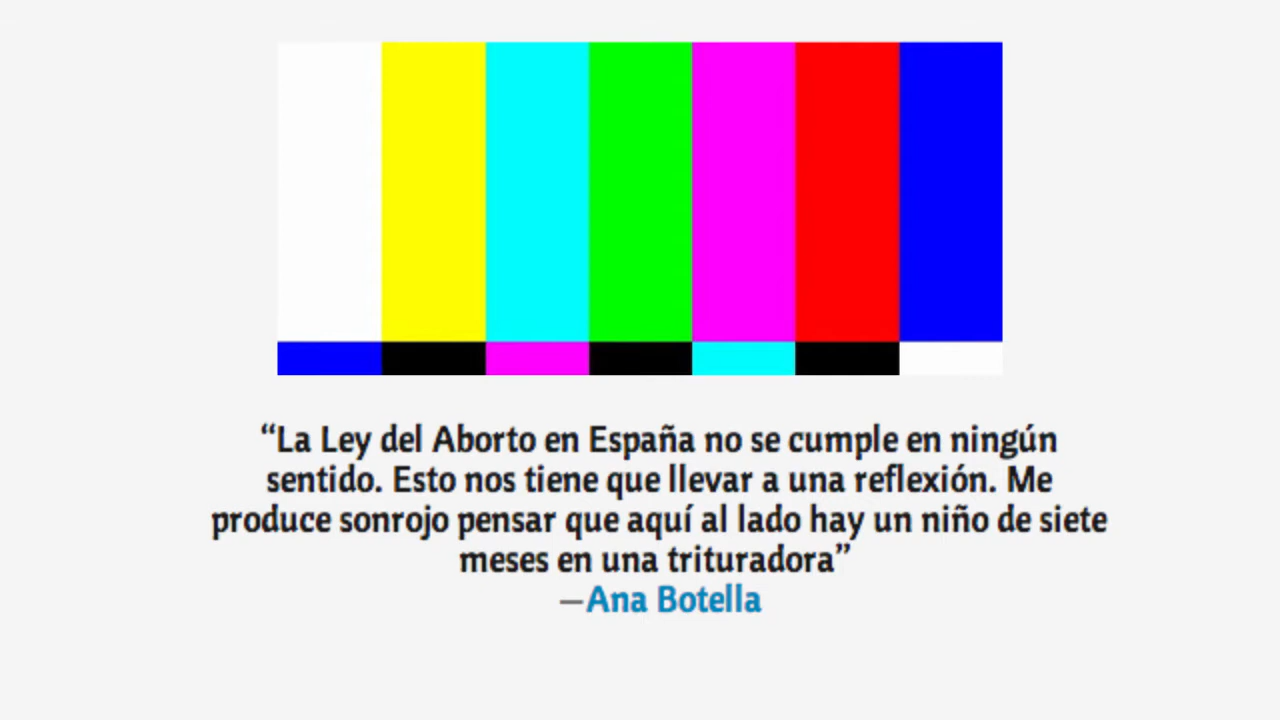 “La Ley del Aborto en España no se cumple en ningún
sentido. Esto nos tiene que llevar a una reflexión. Me
produce sonrojo pensar que aquí al lado hay un niño de siete
meses en una trituradora”
—Ana Botella